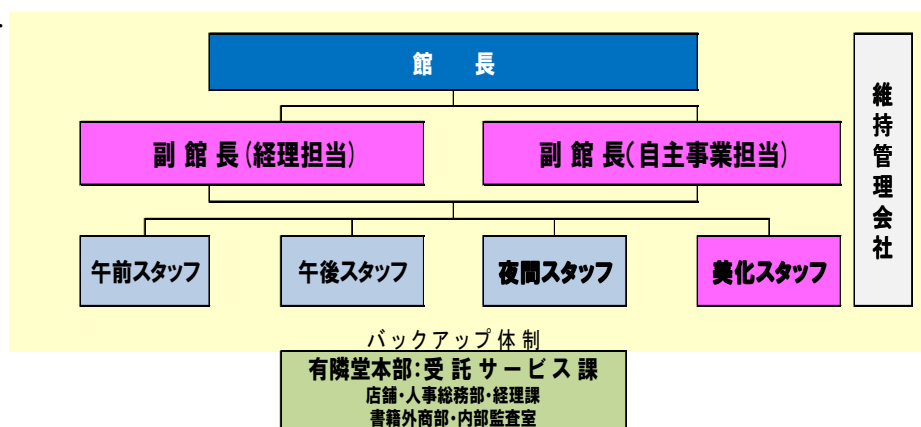 館 長
副 館 長(経理担当)
副 館 長(自主事業担当)
午前スタッフ
午後スタッフ
夜間スタッフ
美化スタッフ
維持管理会社
バックアップ体制
有隣堂本部:受託サービス課
店舗・人事総務部・経理課
書籍外商部・内部監査室